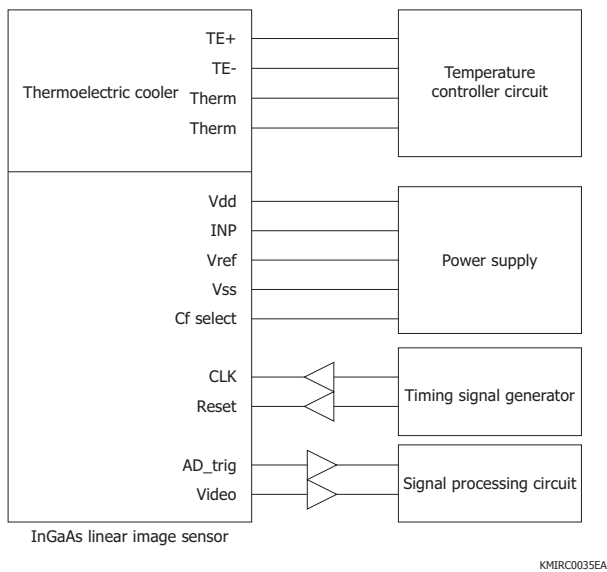 TE+
TE-
Thermoelectric cooler
Therm
Therm
Temperature
controller circuit
Vdd
INP
Vref
Vss
Cf select
Power supply
CLK
Reset
Timing signal generator
AD_trig
Video
Signal processing circuit
InGaAs linear image sensor
KMIRC0035EA